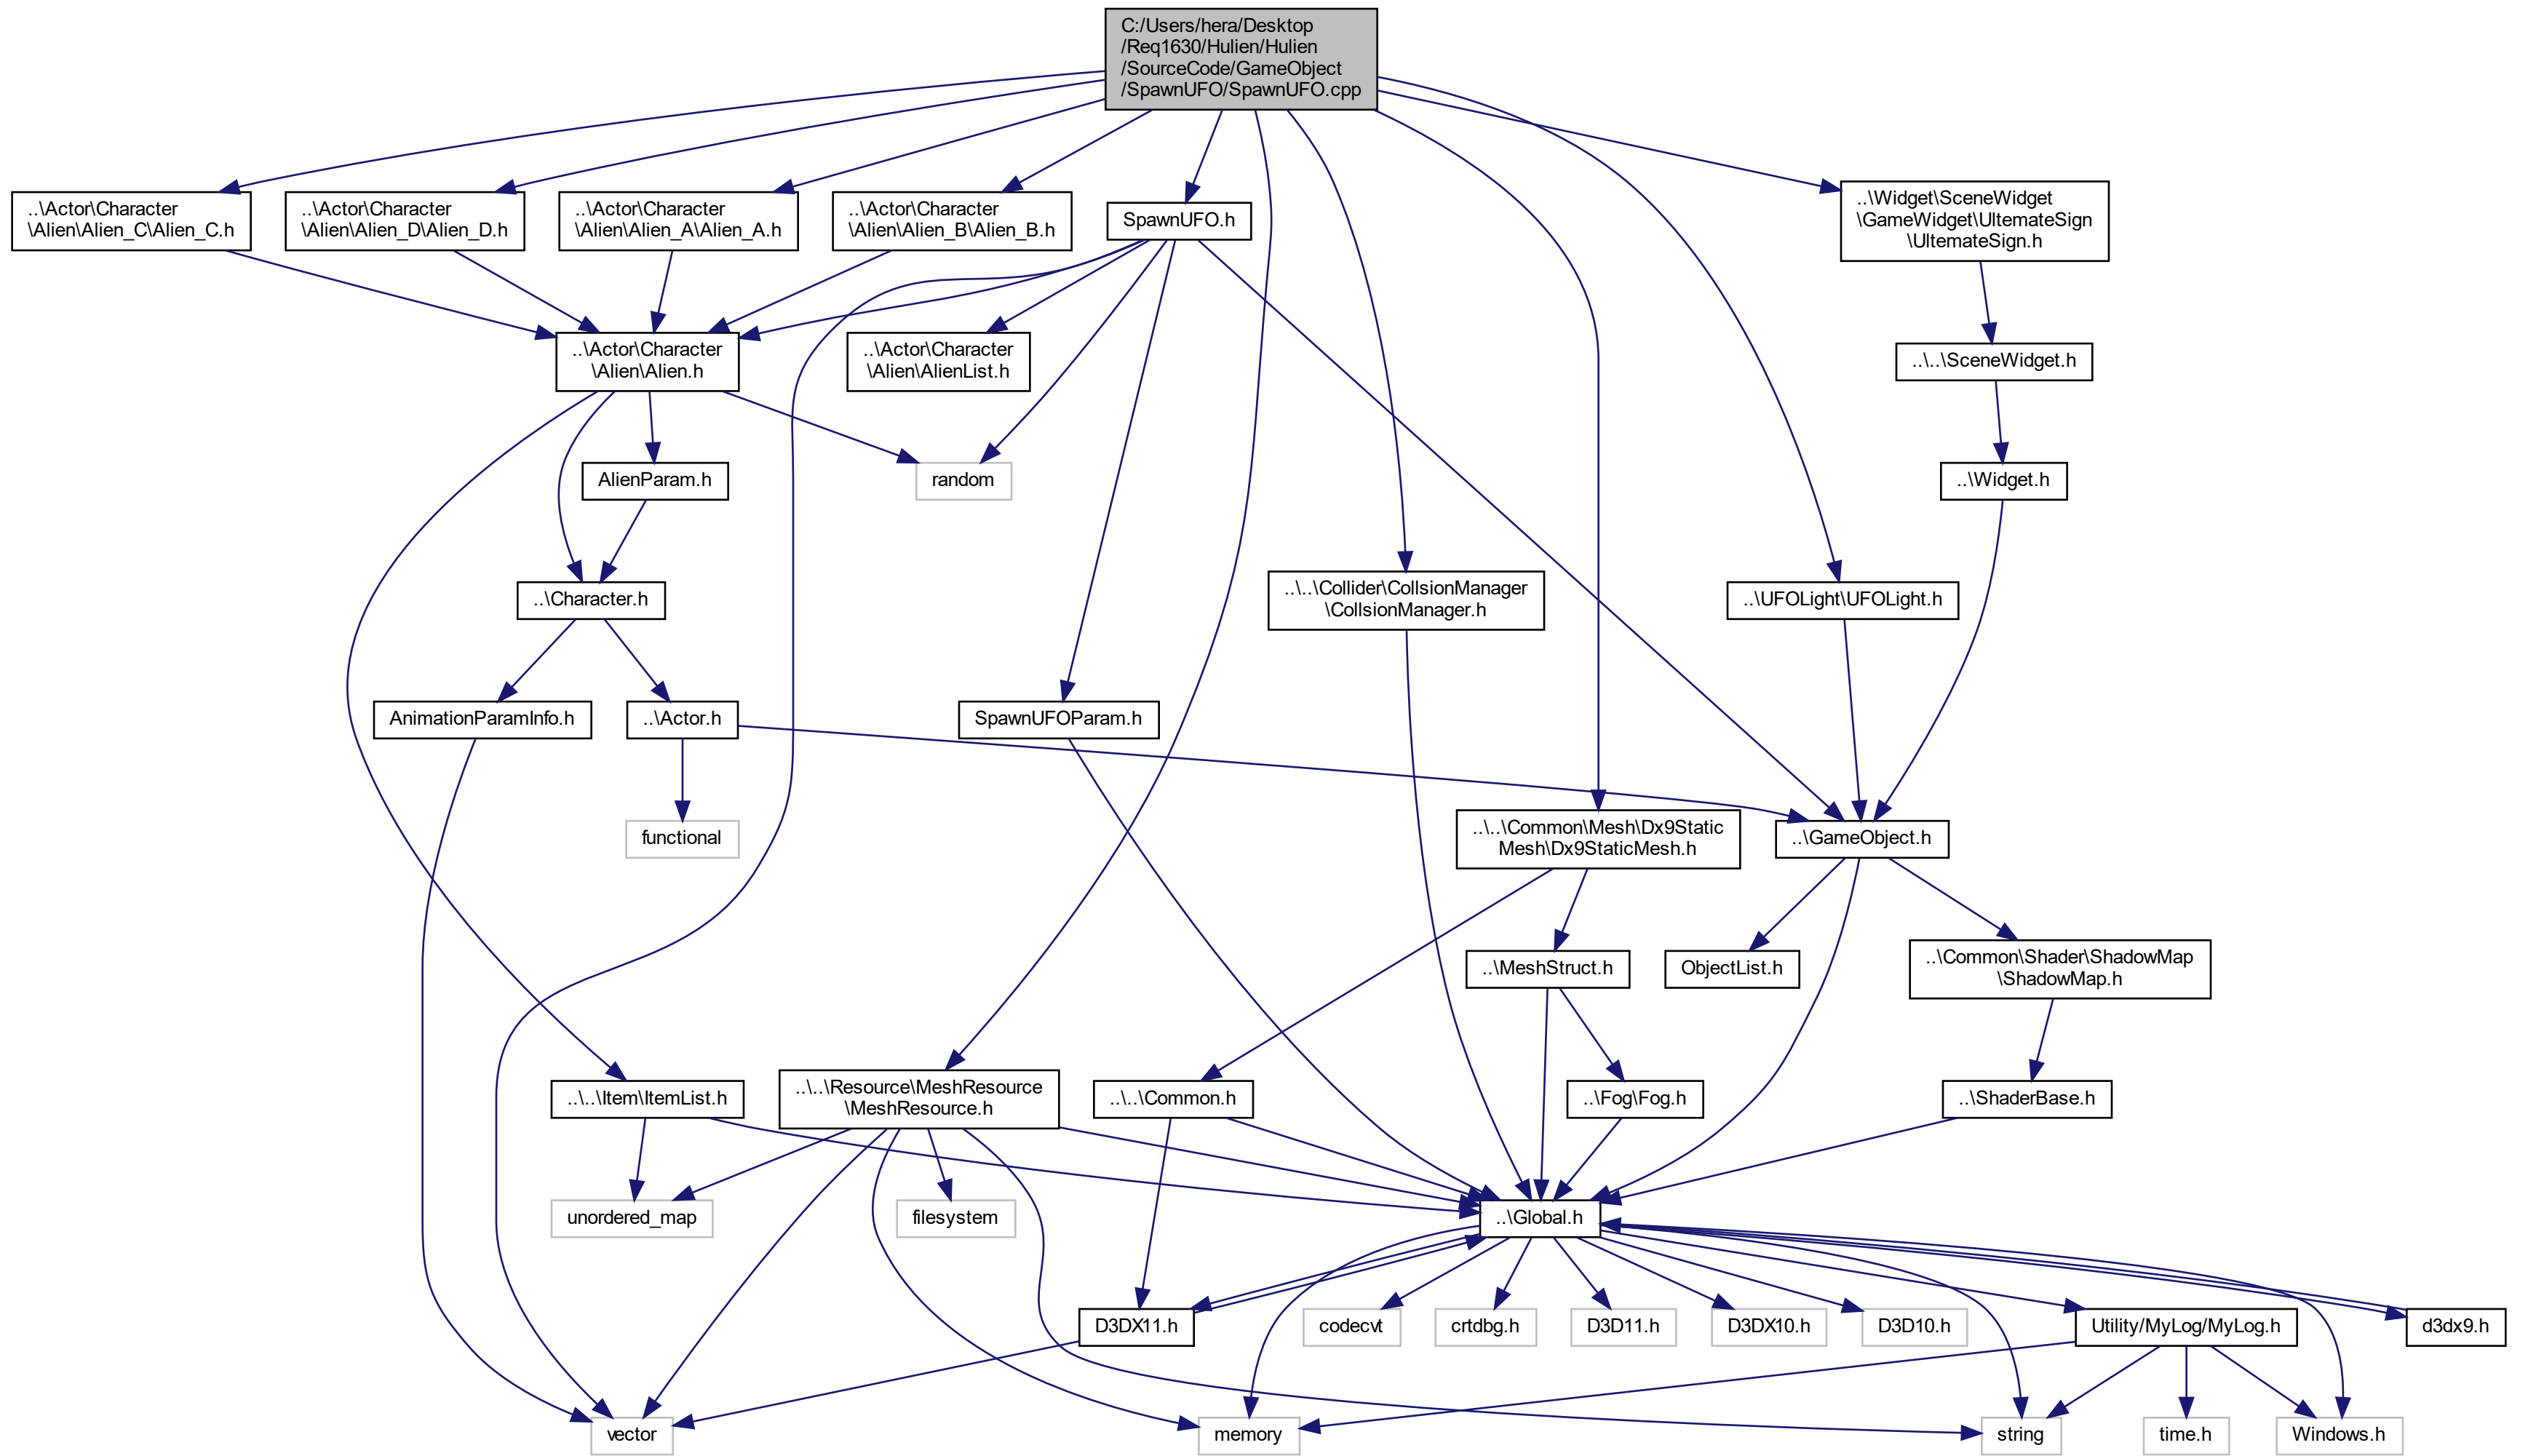 C:/Users/hera/Desktop
/Req1630/Hulien/Hulien
/SourceCode/GameObject
/SpawnUFO/SpawnUFO.cpp
..\Actor\Character
\Alien\Alien_C\Alien_C.h
..\Actor\Character
\Alien\Alien_D\Alien_D.h
..\Actor\Character
\Alien\Alien_A\Alien_A.h
..\Actor\Character
\Alien\Alien_B\Alien_B.h
SpawnUFO.h
..\Widget\SceneWidget
\GameWidget\UltemateSign
\UltemateSign.h
..\Actor\Character
\Alien\Alien.h
..\Actor\Character
\Alien\AlienList.h
..\..\SceneWidget.h
AlienParam.h
random
..\Widget.h
..\Character.h
..\..\Collider\CollsionManager
\CollsionManager.h
..\UFOLight\UFOLight.h
AnimationParamInfo.h
..\Actor.h
SpawnUFOParam.h
functional
..\..\Common\Mesh\Dx9Static
Mesh\Dx9StaticMesh.h
..\GameObject.h
..\MeshStruct.h
ObjectList.h
..\Common\Shader\ShadowMap
\ShadowMap.h
..\..\Item\ItemList.h
..\..\Resource\MeshResource
\MeshResource.h
..\..\Common.h
..\Fog\Fog.h
..\ShaderBase.h
unordered_map
filesystem
..\Global.h
D3DX11.h
codecvt
crtdbg.h
D3D11.h
D3DX10.h
D3D10.h
Utility/MyLog/MyLog.h
d3dx9.h
vector
memory
string
time.h
Windows.h